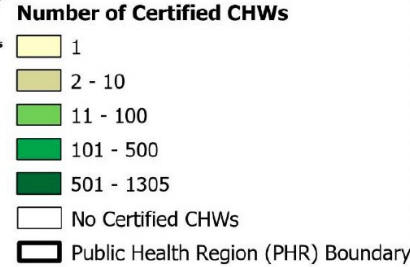 Number of Certified CHWs
1
2 - 10
11 - 100
101 - 500
501 - 1305
No Certified CHWs
Public Health Region (PHR) Boundary